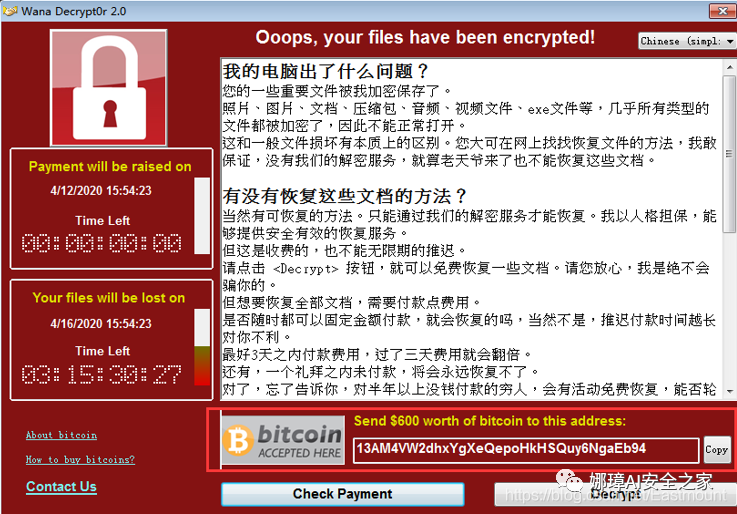 Wana Decrypt0r 2.0
Ooops, your files have been encrypted!
Chinese (simpl:
Payment will be raised on
4/12/2020 15:54:23
Time Left
00:00:00:00
Your files will be lost on
4/16/2020 15:54:23
Time Left
03:15:30:27
About bitcoin
How to buy bitcoins?
Contact Us
我的电脑出了什么问题？
您的一些重要文件被我加密保存了。
照片、图片、文档、压缩包、音频、视频文件、exe文件等，几乎所有类型的
文件都被加密了，因此不能正常打开。
这和一般文件损坏有本质上的区别。您大可在网上找找恢复文件的方法，我敢
保证，没有我们的解密服务，就算老天爷来了也不能恢复这些文档。
有没有恢复这些文档的方法？
当然有可恢复的方法。只能通过我们的解密服务才能恢复。我以人格担保，能
够提供安全有效的恢复服务。
但这是收费的，也不能无限期的推迟。
请点击 <Decrypt> 按钮，就可以免费恢复一些文档。请您放心，我是绝不会
骗你的。
但想要恢复全部文档，需要付款点费用。
是否随时都可以固定金额付款，就会恢复的吗，当然不是，推迟付款时间越长
对你不利。
最好3天之内付款费用，过了三天费用就会翻倍。
还有，一个礼拜之内未付款，将会永远恢复不了。
对了，忘了告诉你，对半年以上没钱付款的穷人，会有活动免费恢复，能否轮
bitcoin
ACCEPTED HERE
Send $600 worth of bitcoin to this address:
13AM4VW2dhxYgXeQepoHkHSQuy6NgaEb94
Copy
Check Payment
Decrypt
娜璋AI安全之家
https://blog.csdn.net/Eastmount